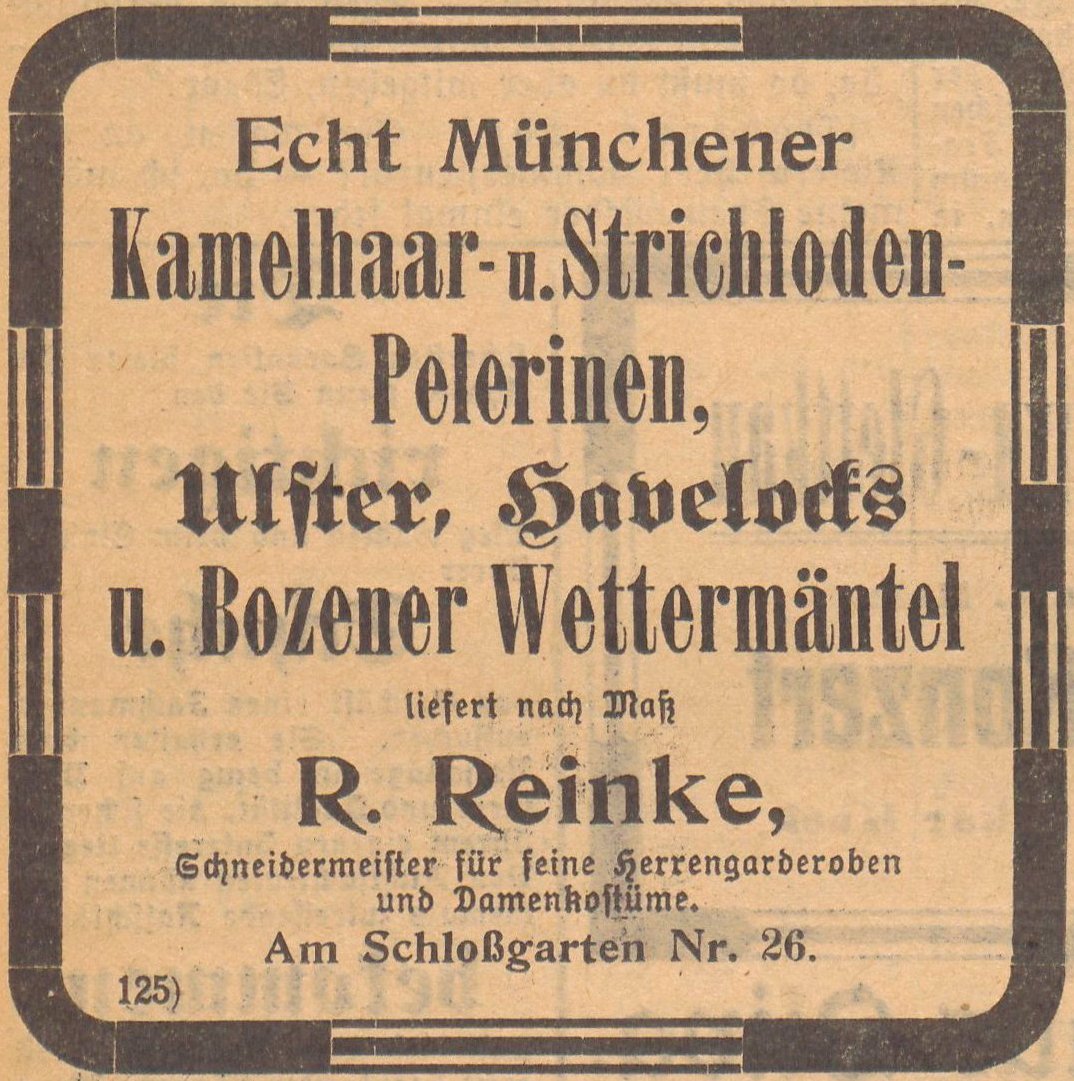 Echt Münchener
Kamelhaar- u. Strichloden-
Pelerinen,
Ulster, Havelocks
u. Bozener Wettermäntel
liefert nach Maß
R. Reinke,
Schneidermeister für feine Herrengarderoben
und Damenkostüme.
Am Schloßgarten Nr. 26.
125)